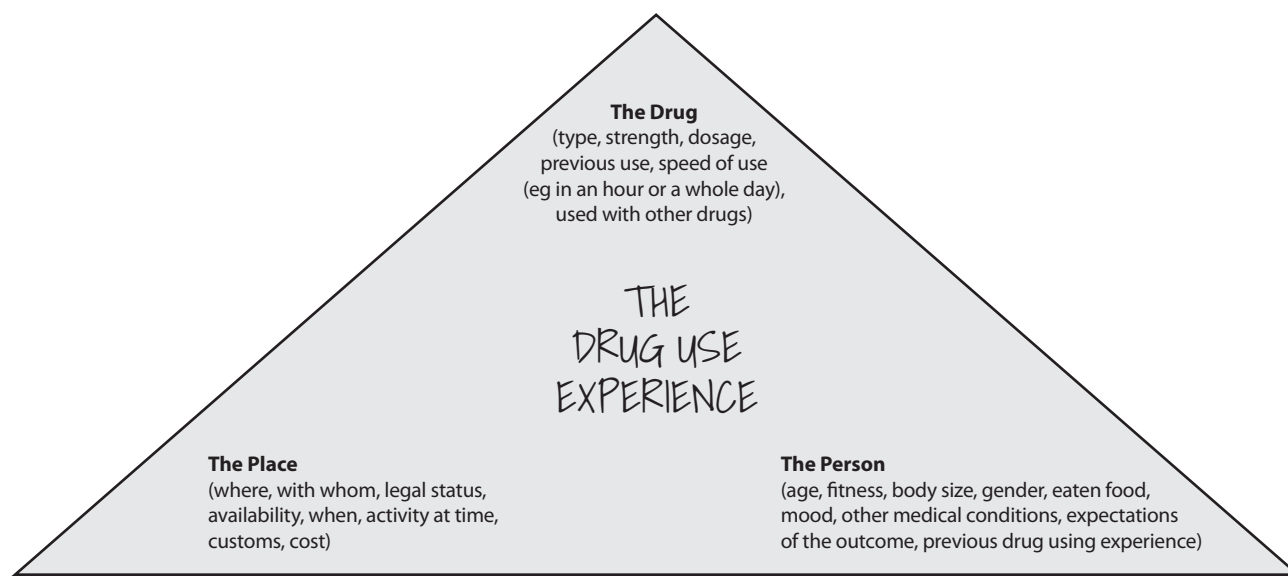 The Drug
(type, strength, dosage,
previous use, speed of use
(eg in an hour or a whole day),
used with other drugs)
THE
DRUG USE
EXPERIENCE
The Place
(where, with whom, legal status,
availability, when, activity at time,
customs, cost)
The Person
(age, fitness, body size, gender, eaten food,
mood, other medical conditions, expectations
of the outcome, previous drug using experience)